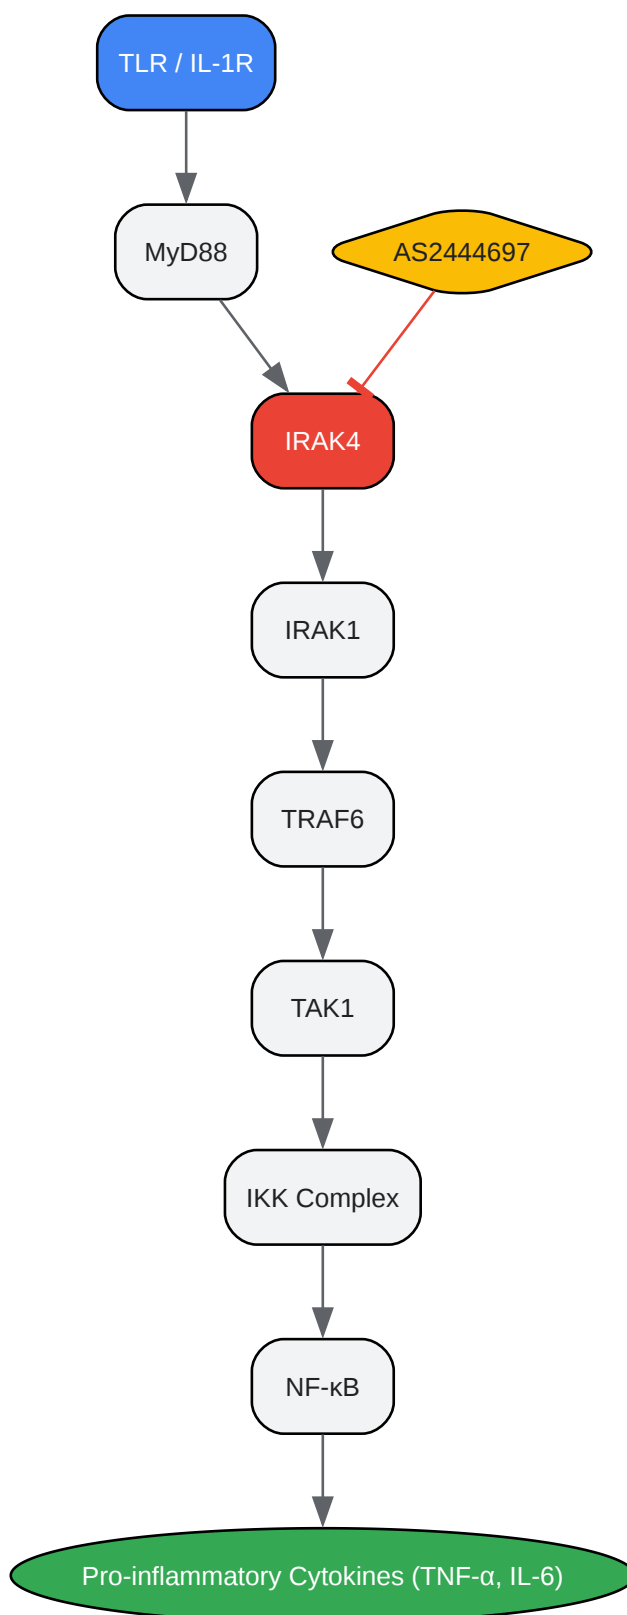 TLR / IL-1R
MyD88
AS2444697
IRAK4
IRAK1
TRAF6
TAK1
IKK Complex
NF-κB
Pro-inflammatory Cytokines (TNF-α, IL-6)